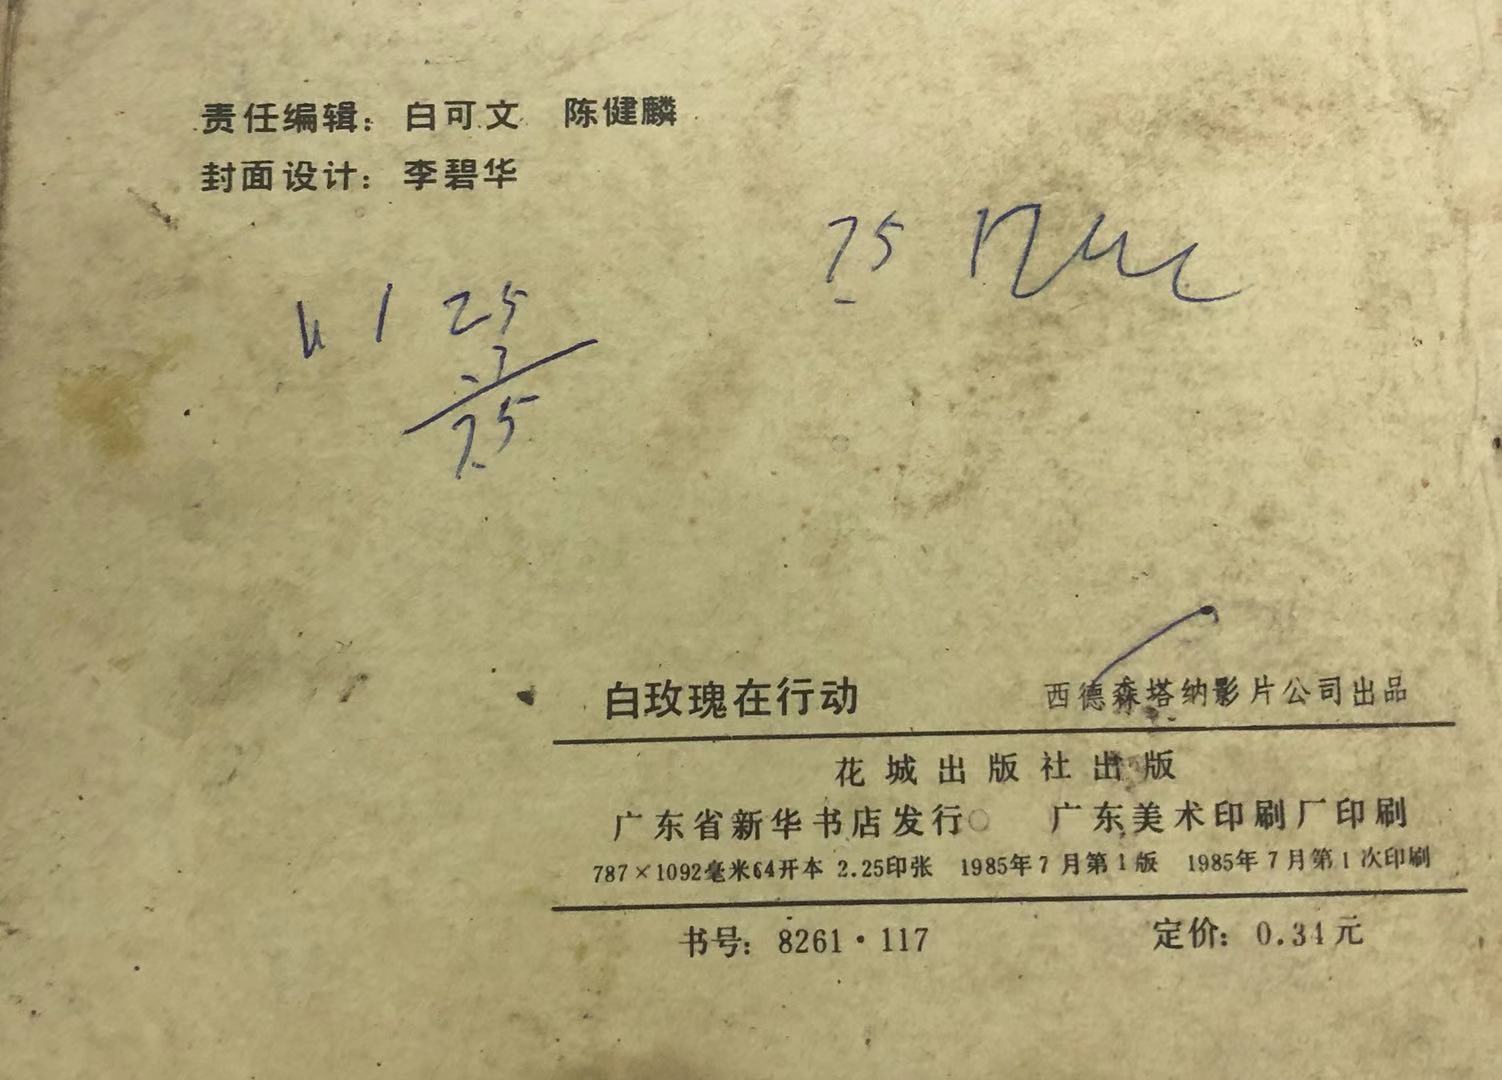 责任编辑：白可文 陈健麟
封面设计：李碧华
75
25
3
75
白玫瑰在行动 西德森塔纳影片公司出品
花城出版社出版
广东省新华书店发行 广东美术印刷厂印刷
787×1092毫米64开本 2.25印张 1985年7月第1版 1985年7月第1次印刷
书号：8261·117 定价：0.34元